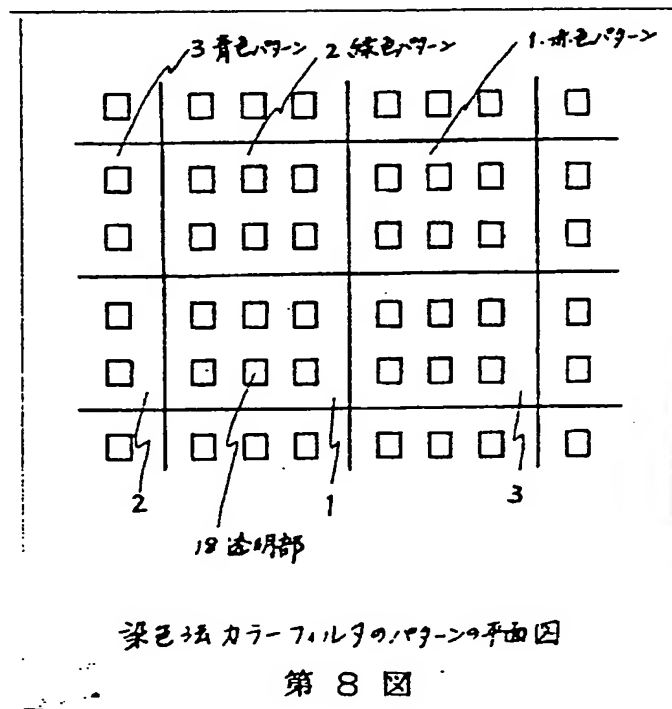 3 青色パターン
2 緑色パターン
1. 赤色パターン
2
1
3
18 透明部
染色法カラーフィルタのパターンの平面図
第 8 図